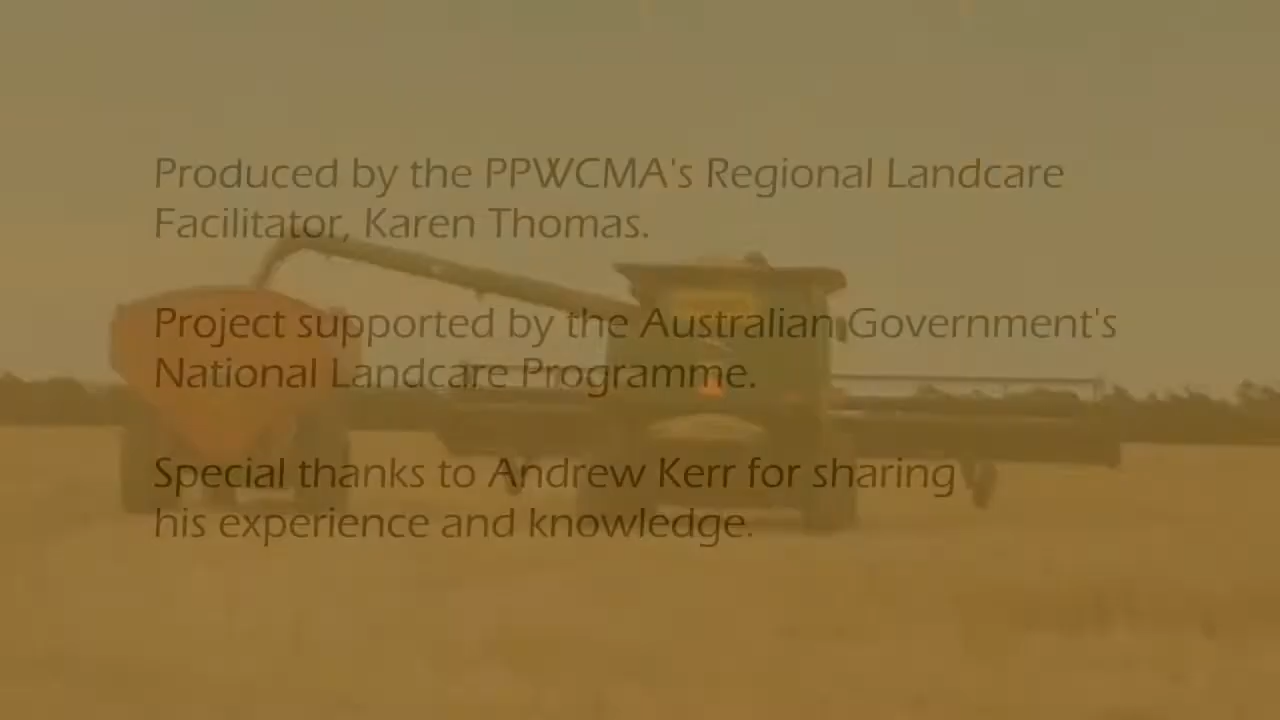 Produced by the PPWCMA's Regional Landcare
Facilitator, Karen Thomas.
Project supported by the Australian Government's
National Landcare Programme.
Special thanks to Andrew Kerr for sharing
his experience and knowledge.